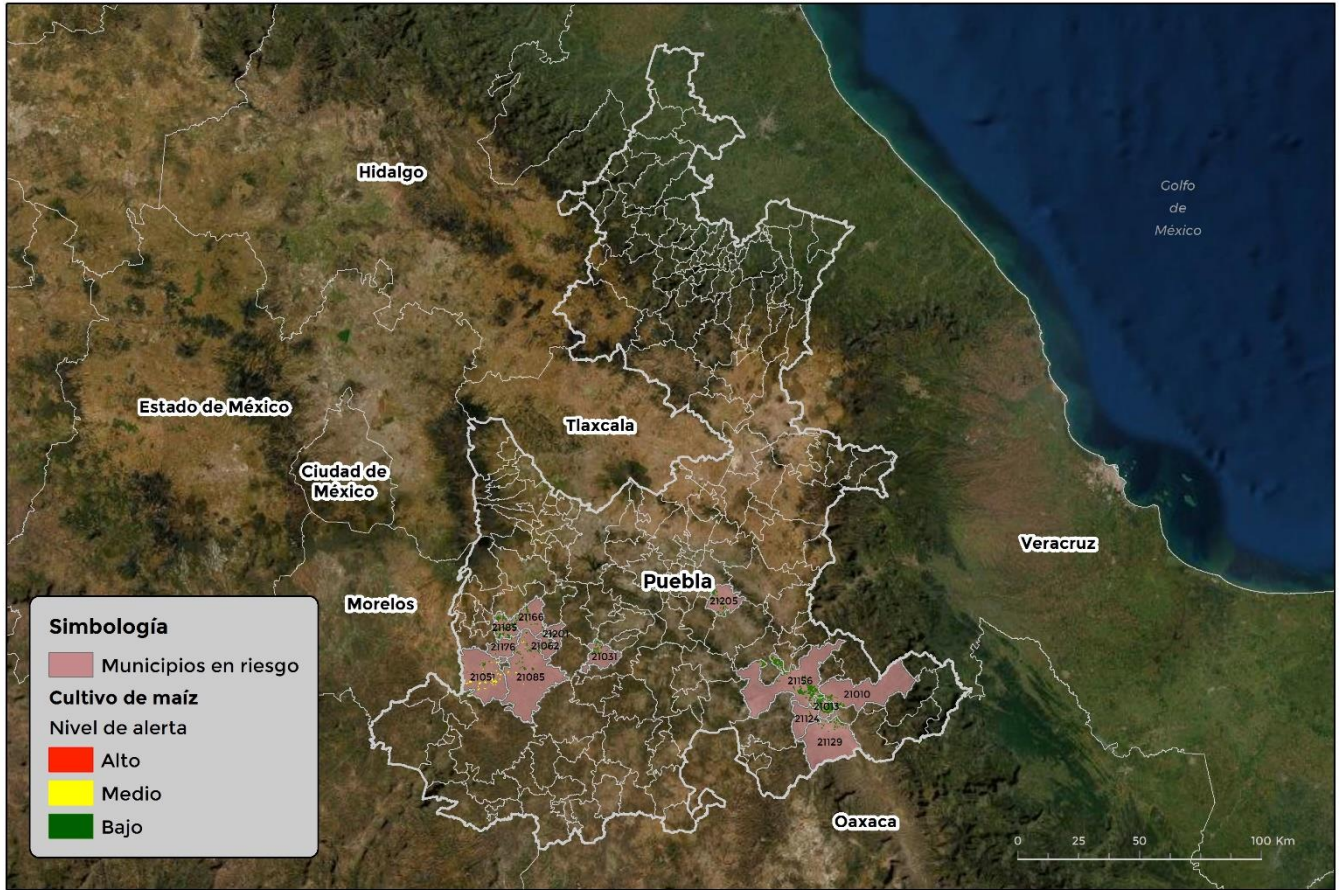 Hidalgo
Golfo
de
México
Estado de México
Tlaxcala
Ciudad de
México
Veracruz
Puebla
Morelos
21205
21166
21185
21201
21176
21062
21031
21051
21085
21156
21010
21013
21124
21129
Oaxaca
Simbología
Municipios en riesgo
Cultivo de maíz
Nivel de alerta
Alto
Medio
Bajo
0 25 50 100 Km